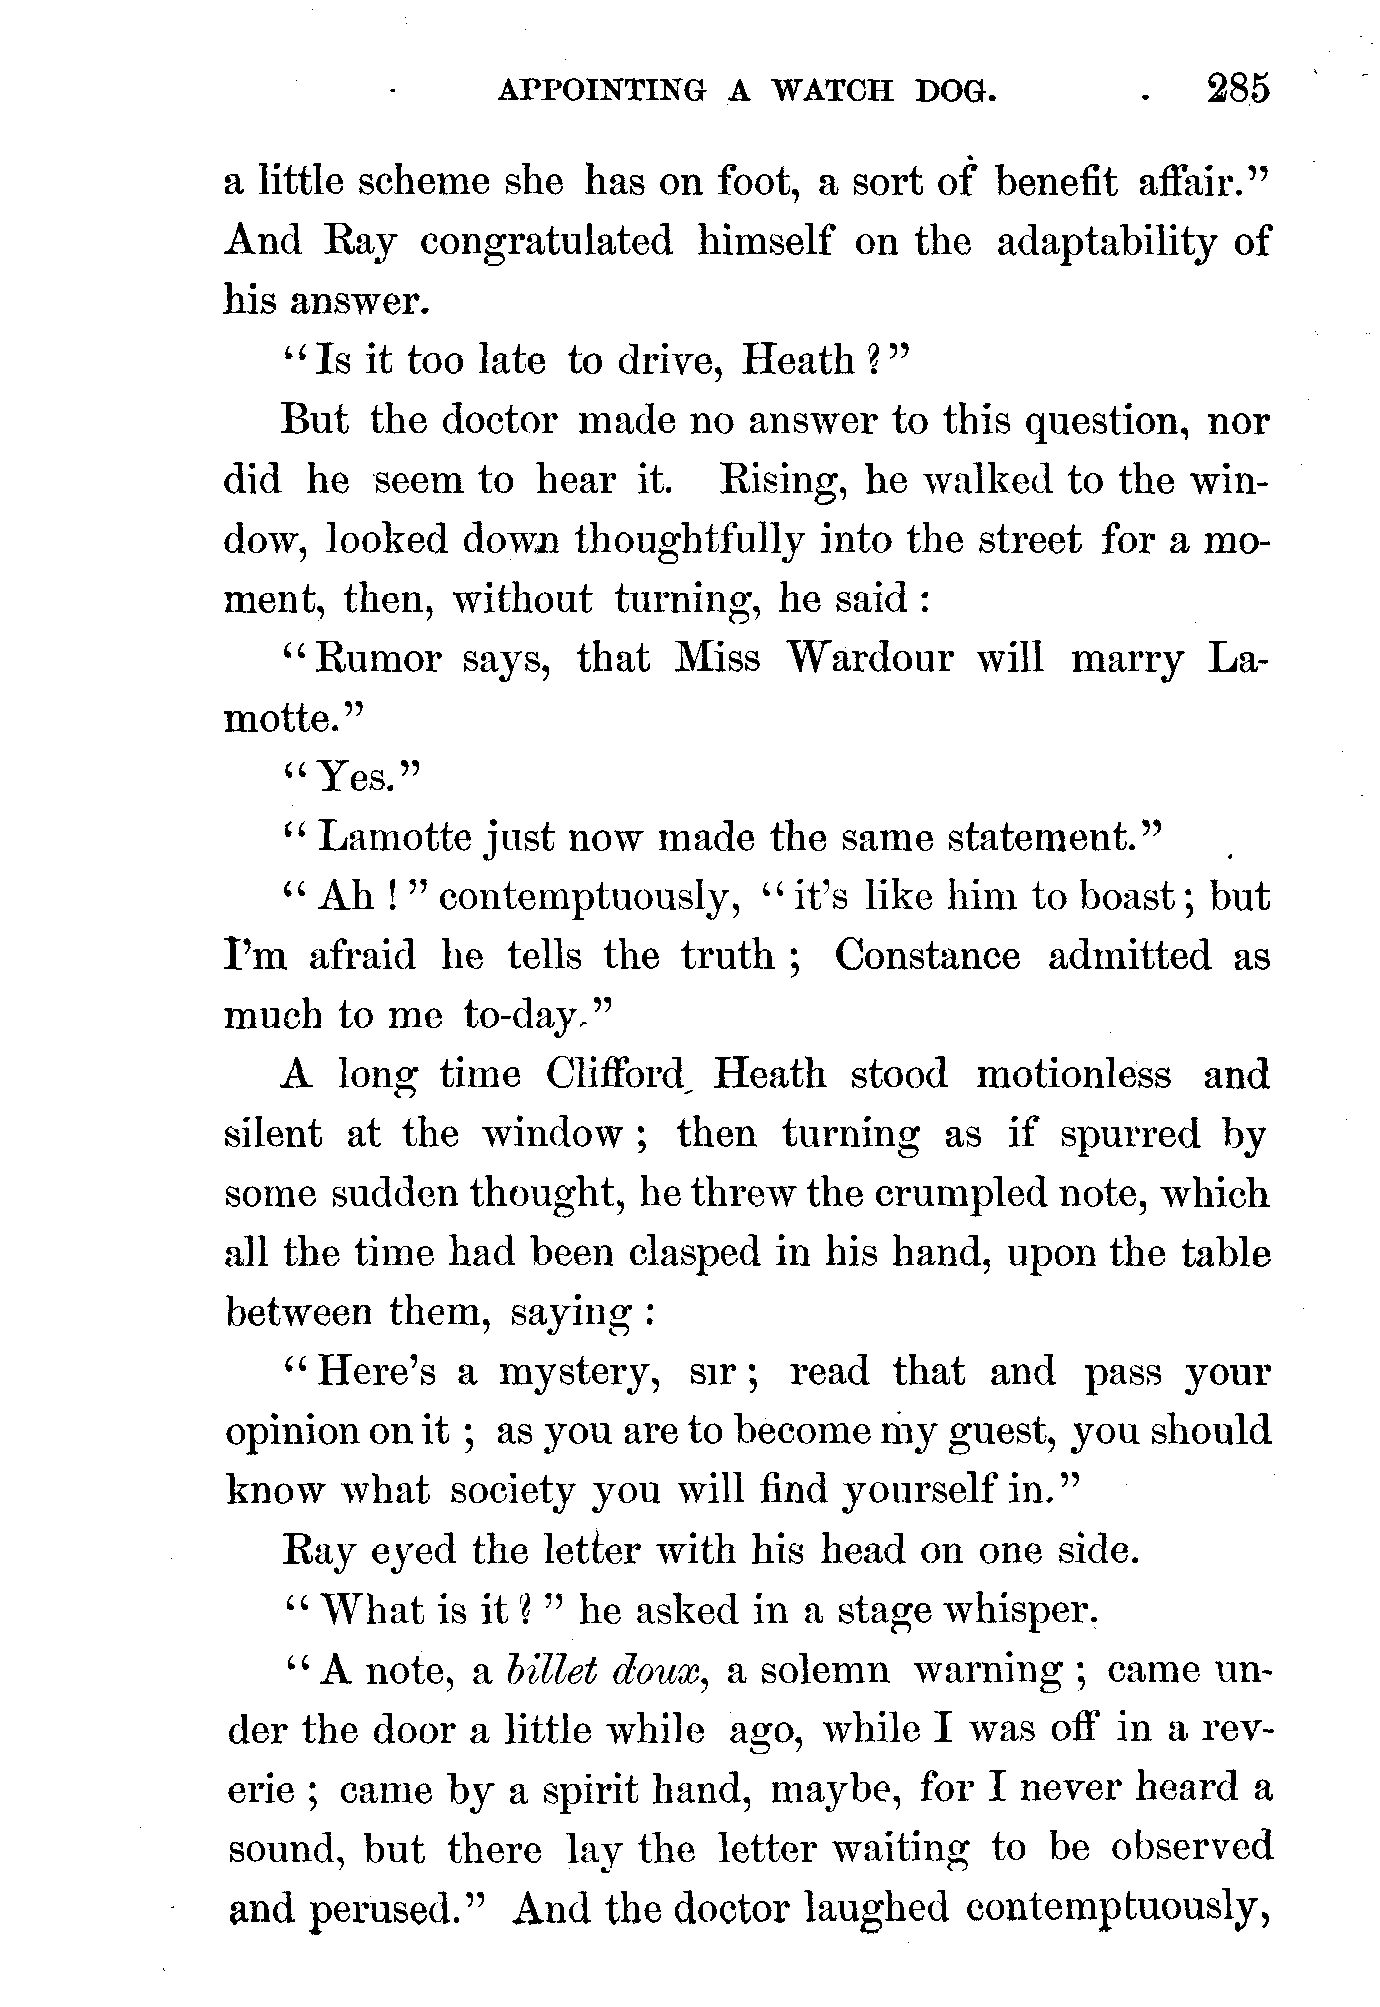 APPOINTING A WATCH DOG. 285
a little scheme she has on foot, a sort of benefit affair."
And Ray congratulated himself on the adaptability of
his answer.
"Is it too late to drive, Heath?"
But the doctor made no answer to this question, nor
did he seem to hear it. Rising, he walked to the win-
dow, looked down thoughtfully into the street for a mo-
ment, then, without turning, he said:
"Rumor says, that Miss Wardour will marry La-
motte."
"Yes."
"Lamotte just now made the same statement."
"Ah!" contemptuously, "it's like him to boast; but
I'm afraid he tells the truth; Constance admitted as
much to me to-day."
A long time Clifford Heath stood motionless and
silent at the window; then turning as if spurred by
some sudden thought, he threw the crumpled note, which
all the time had been clasped in his hand, upon the table
between them, saying:
"Here's a mystery, sir; read that and pass your
opinion on it; as you are to become my guest, you should
know what society you will find yourself in."
Ray eyed the letter with his head on one side.
"What is it?" he asked in a stage whisper.
"A note, a billet doux, a solemn warning; came un-
der the door a little while ago, while I was off in a rev-
erie; came by a spirit hand, maybe, for I never heard a
sound, but there lay the letter waiting to be observed
and perused." And the doctor laughed contemptuously,